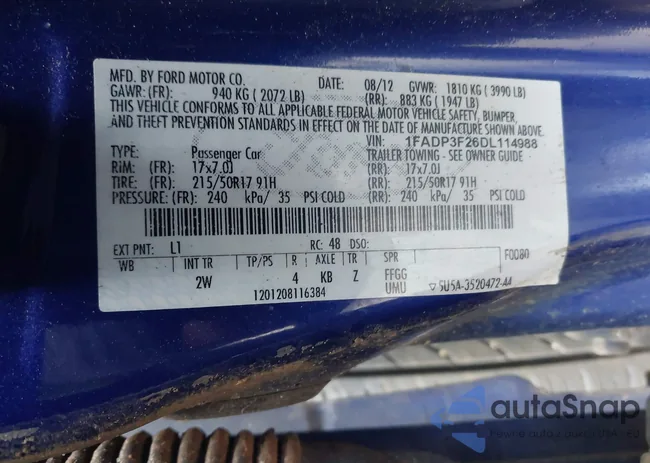 MFD. BY FORD MOTOR CO. DATE: 08/12 GVWR: 1810 KG ( 3990 LB)
GAWR: (FR): 940 KG ( 2072 LB) (RR): 883 KG ( 1947 LB)
THIS VEHICLE CONFORMS TO ALL APPLICABLE FEDERAL MOTOR VEHICLE SAFETY, BUMPER,
AND THEFT PREVENTION STANDARDS IN EFFECT ON THE DATE OF MANUFACTURE SHOWN ABOVE.
VIN: 1FADP3F26DL114988
TYPE: Passenger Car TRAILER TOWING - SEE OWNER GUIDE
RIM: (FR): 17x7.0J (RR): 17x7.0J
TIRE: (FR): 215/50R17 91H (RR): 215/50R17 91H
PRESSURE: (FR): 240 kPa/ 35 PSI COLD (RR): 240 kPa/ 35 PSI COLD
EXT PNT: L1 RC: 48 DSO: F0080
WB INT TR TP/PS R AXLE TR SPR
2W 4 KB Z FFGG
UMU
1201208116384 5U5A-3520472-AA
autaSnap